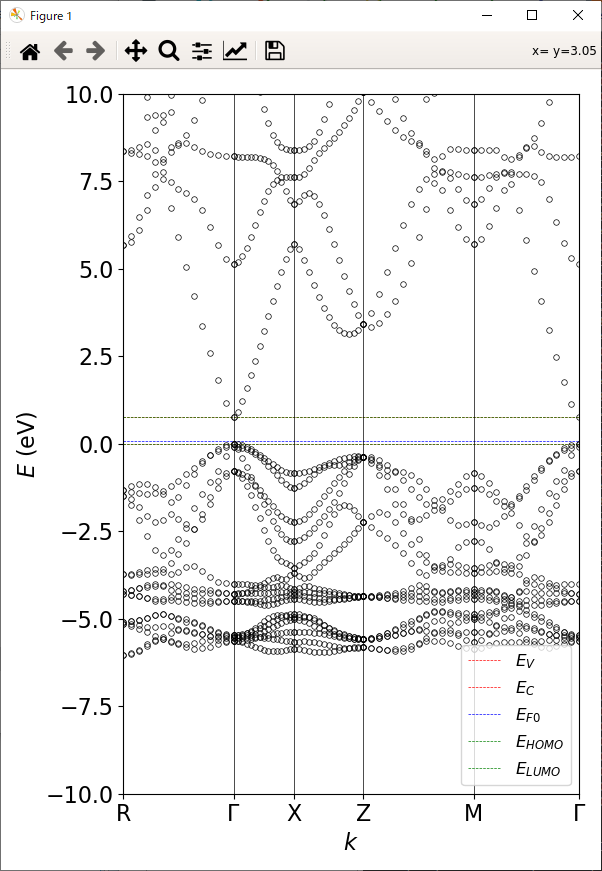 Figure 1
x= y=3.05
10.0
7.5
5.0
2.5
0.0
−2.5
−5.0
−7.5
−10.0
E (eV)
R Γ X Z M Γ
k
E_V
E_C
E_F0
E_HOMO
E_LUMO